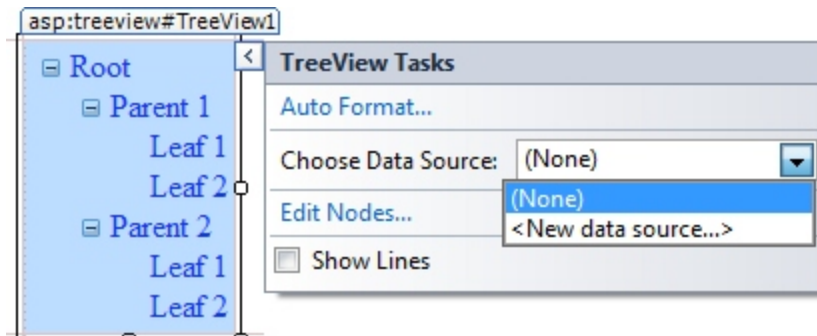 asp:treeview#TreeView1
Root
Parent 1
Leaf 1
Leaf 2
Parent 2
Leaf 1
Leaf 2
TreeView Tasks
Auto Format...
Choose Data Source: (None)
(None)
<New data source...>
Edit Nodes...
Show Lines